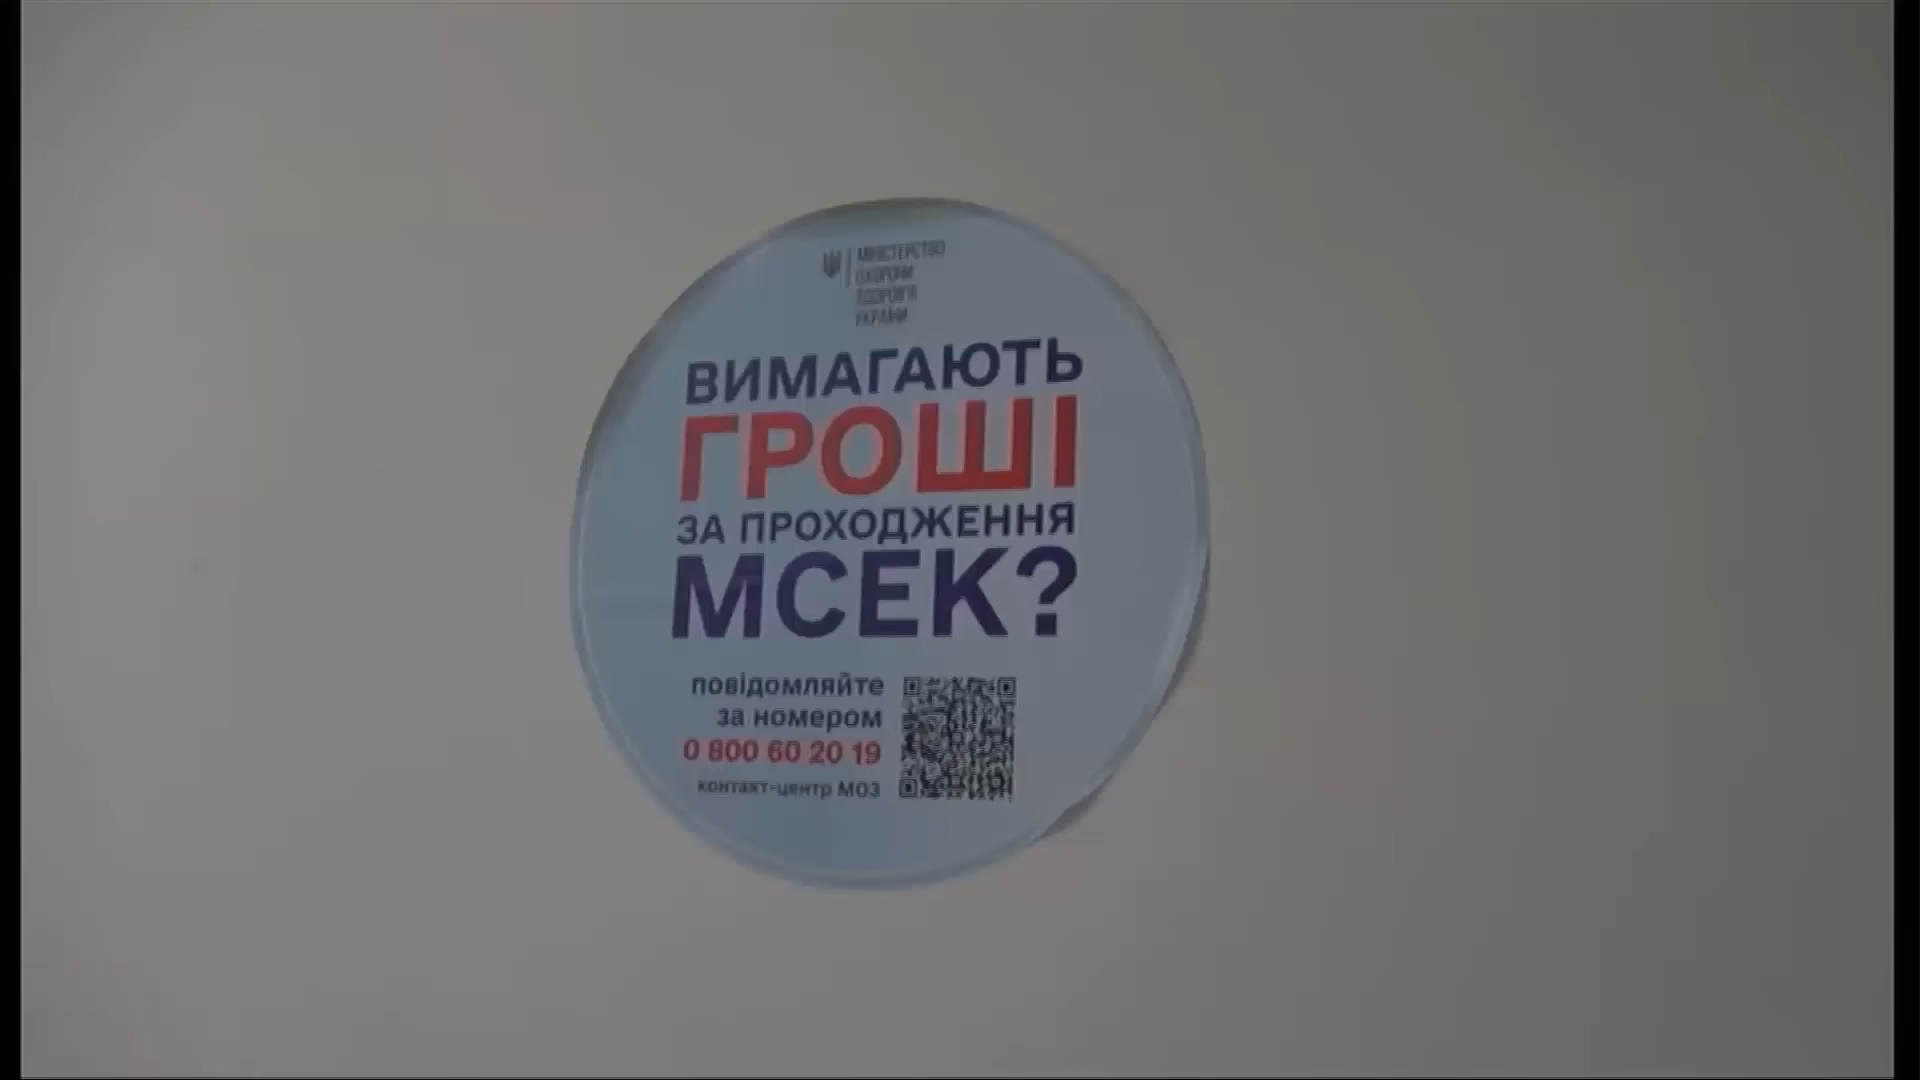 МІНІСТЕРСТВО
ОХОРОНИ
ЗДОРОВ'Я
УКРАЇНИ
ВИМАГАЮТЬ
ГРОШІ
ЗА ПРОХОДЖЕННЯ
МСЕК?
повідомляйте
за номером
0 800 60 20 19
контакт-центр МОЗ